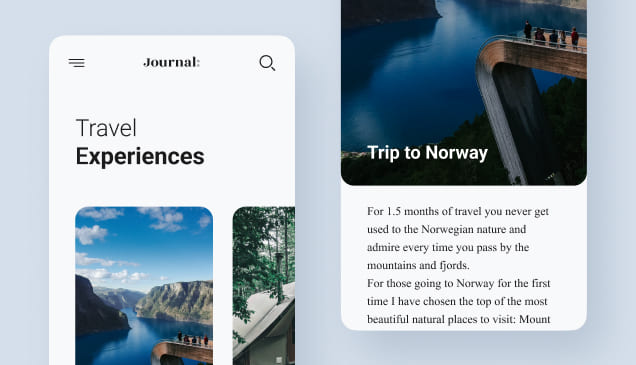 Journal:
Travel
Experiences
Trip to Norway
For 1.5 months of travel you never get
used to the Norwegian nature and
admire every time you pass by the
mountains and fjords.
For those going to Norway for the first
time I have chosen the top of the most
beautiful natural places to visit: Mount